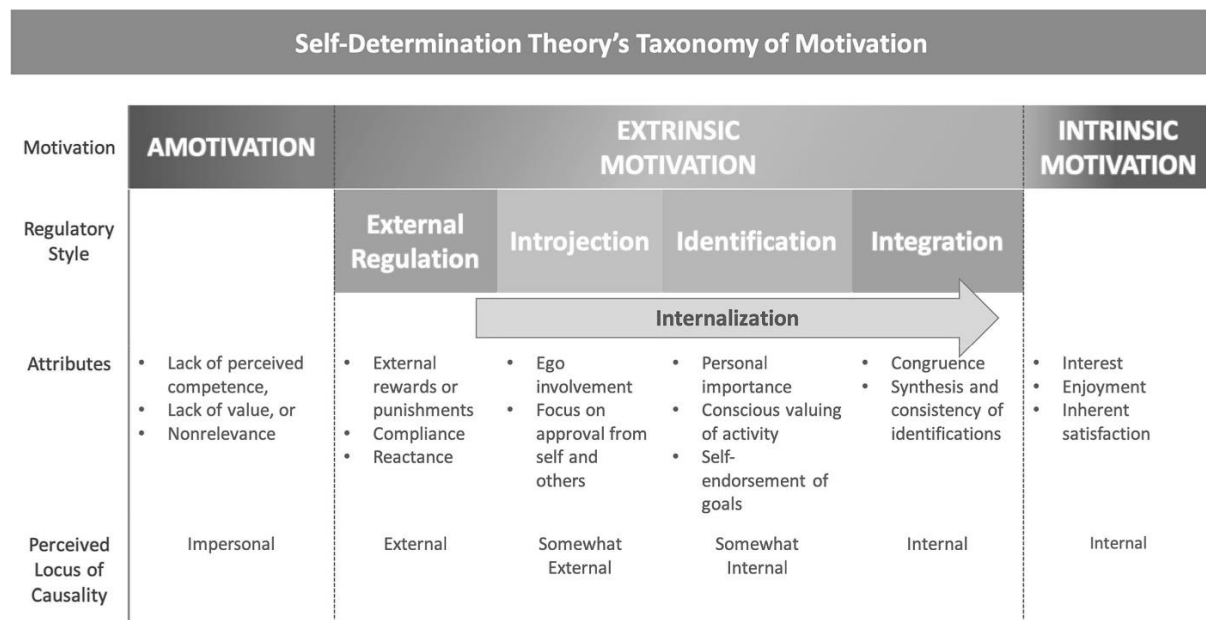 Self-Determination Theory’s Taxonomy of Motivation
Motivation
AMOTIVATION
EXTRINSIC
MOTIVATION
INTRINSIC
MOTIVATION
Regulatory
Style
External
Regulation
Introjection
Identification
Integration
Internalization
Attributes
• Lack of perceived
competence,
• Lack of value, or
• Nonrelevance
• External
rewards or
punishments
• Compliance
• Reactance
• Ego
involvement
• Focus on
approval from
self and
others
• Personal
importance
• Conscious valuing
of activity
• Self-
endorsement of
goals
• Congruence
• Synthesis and
consistency of
identifications
• Interest
• Enjoyment
• Inherent
satisfaction
Perceived
Locus of
Causality
Impersonal
External
Somewhat
External
Somewhat
Internal
Internal
Internal